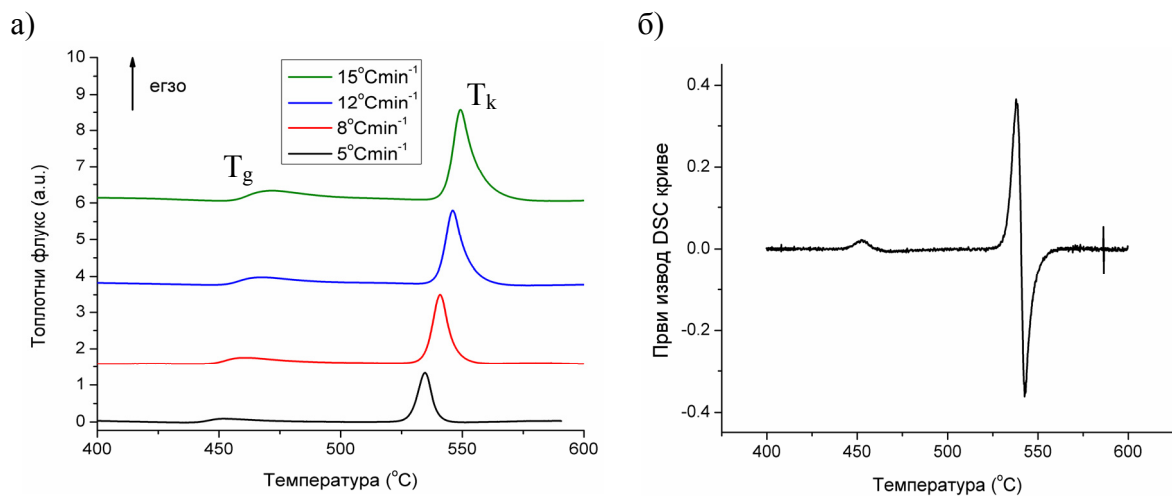 а)
10
9
8
7
6
5
4
3
2
1
0
егзо
15°Cmin⁻¹
12°Cmin⁻¹
8°Cmin⁻¹
5°Cmin⁻¹
T_g
T_k
Топлотни флукс (a.u.)
400 450 500 550 600
Температура (°C)
б)
0.4
0.2
0.0
-0.2
-0.4
Први извод DSC криве
400 450 500 550 600
Температура (°C)